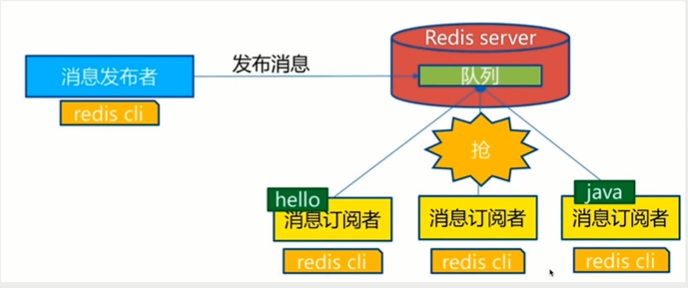 Redis server
消息发布者
发布消息
队列
redis cli
抢
hello
java
消息订阅者
消息订阅者
消息订阅者
redis cli
redis cli
redis cli